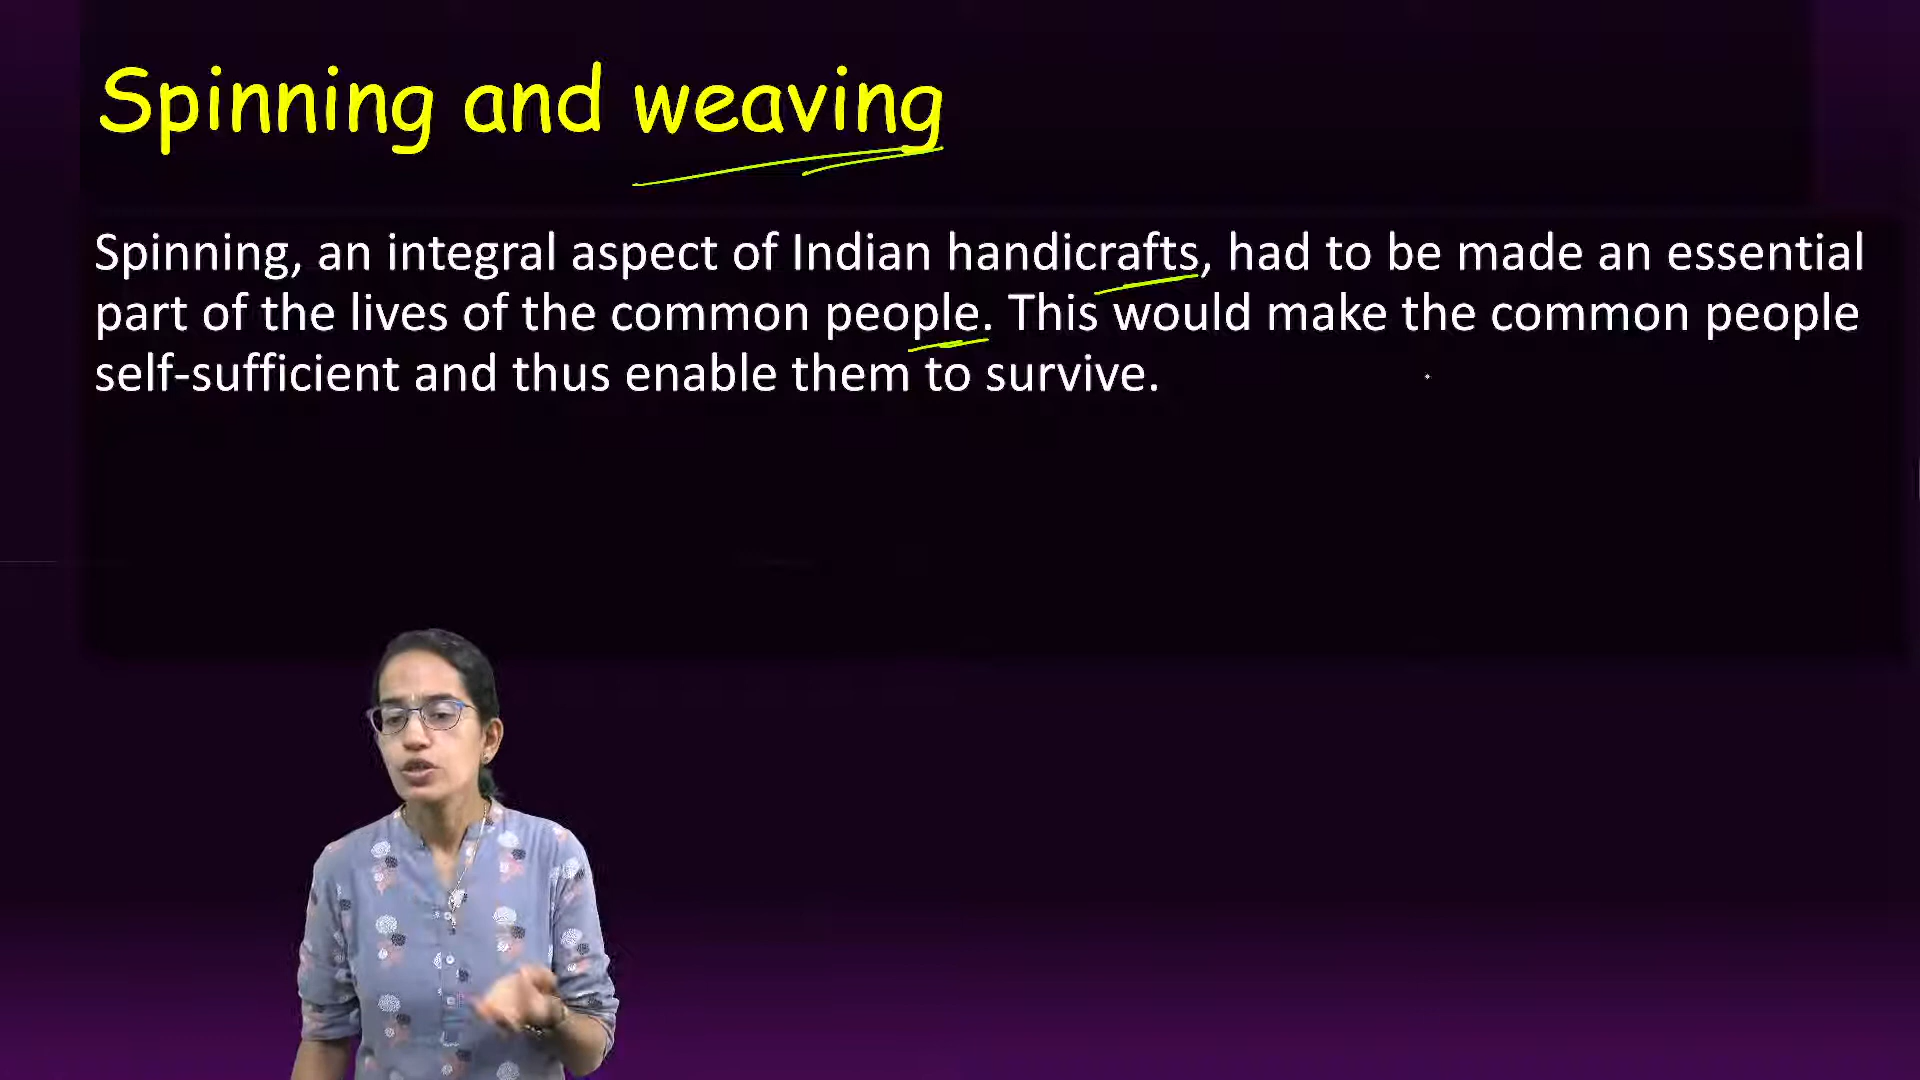 Spinning and weaving
Spinning, an integral aspect of Indian handicrafts, had to be made an essential
part of the lives of the common people. This would make the common people
self-sufficient and thus enable them to survive.